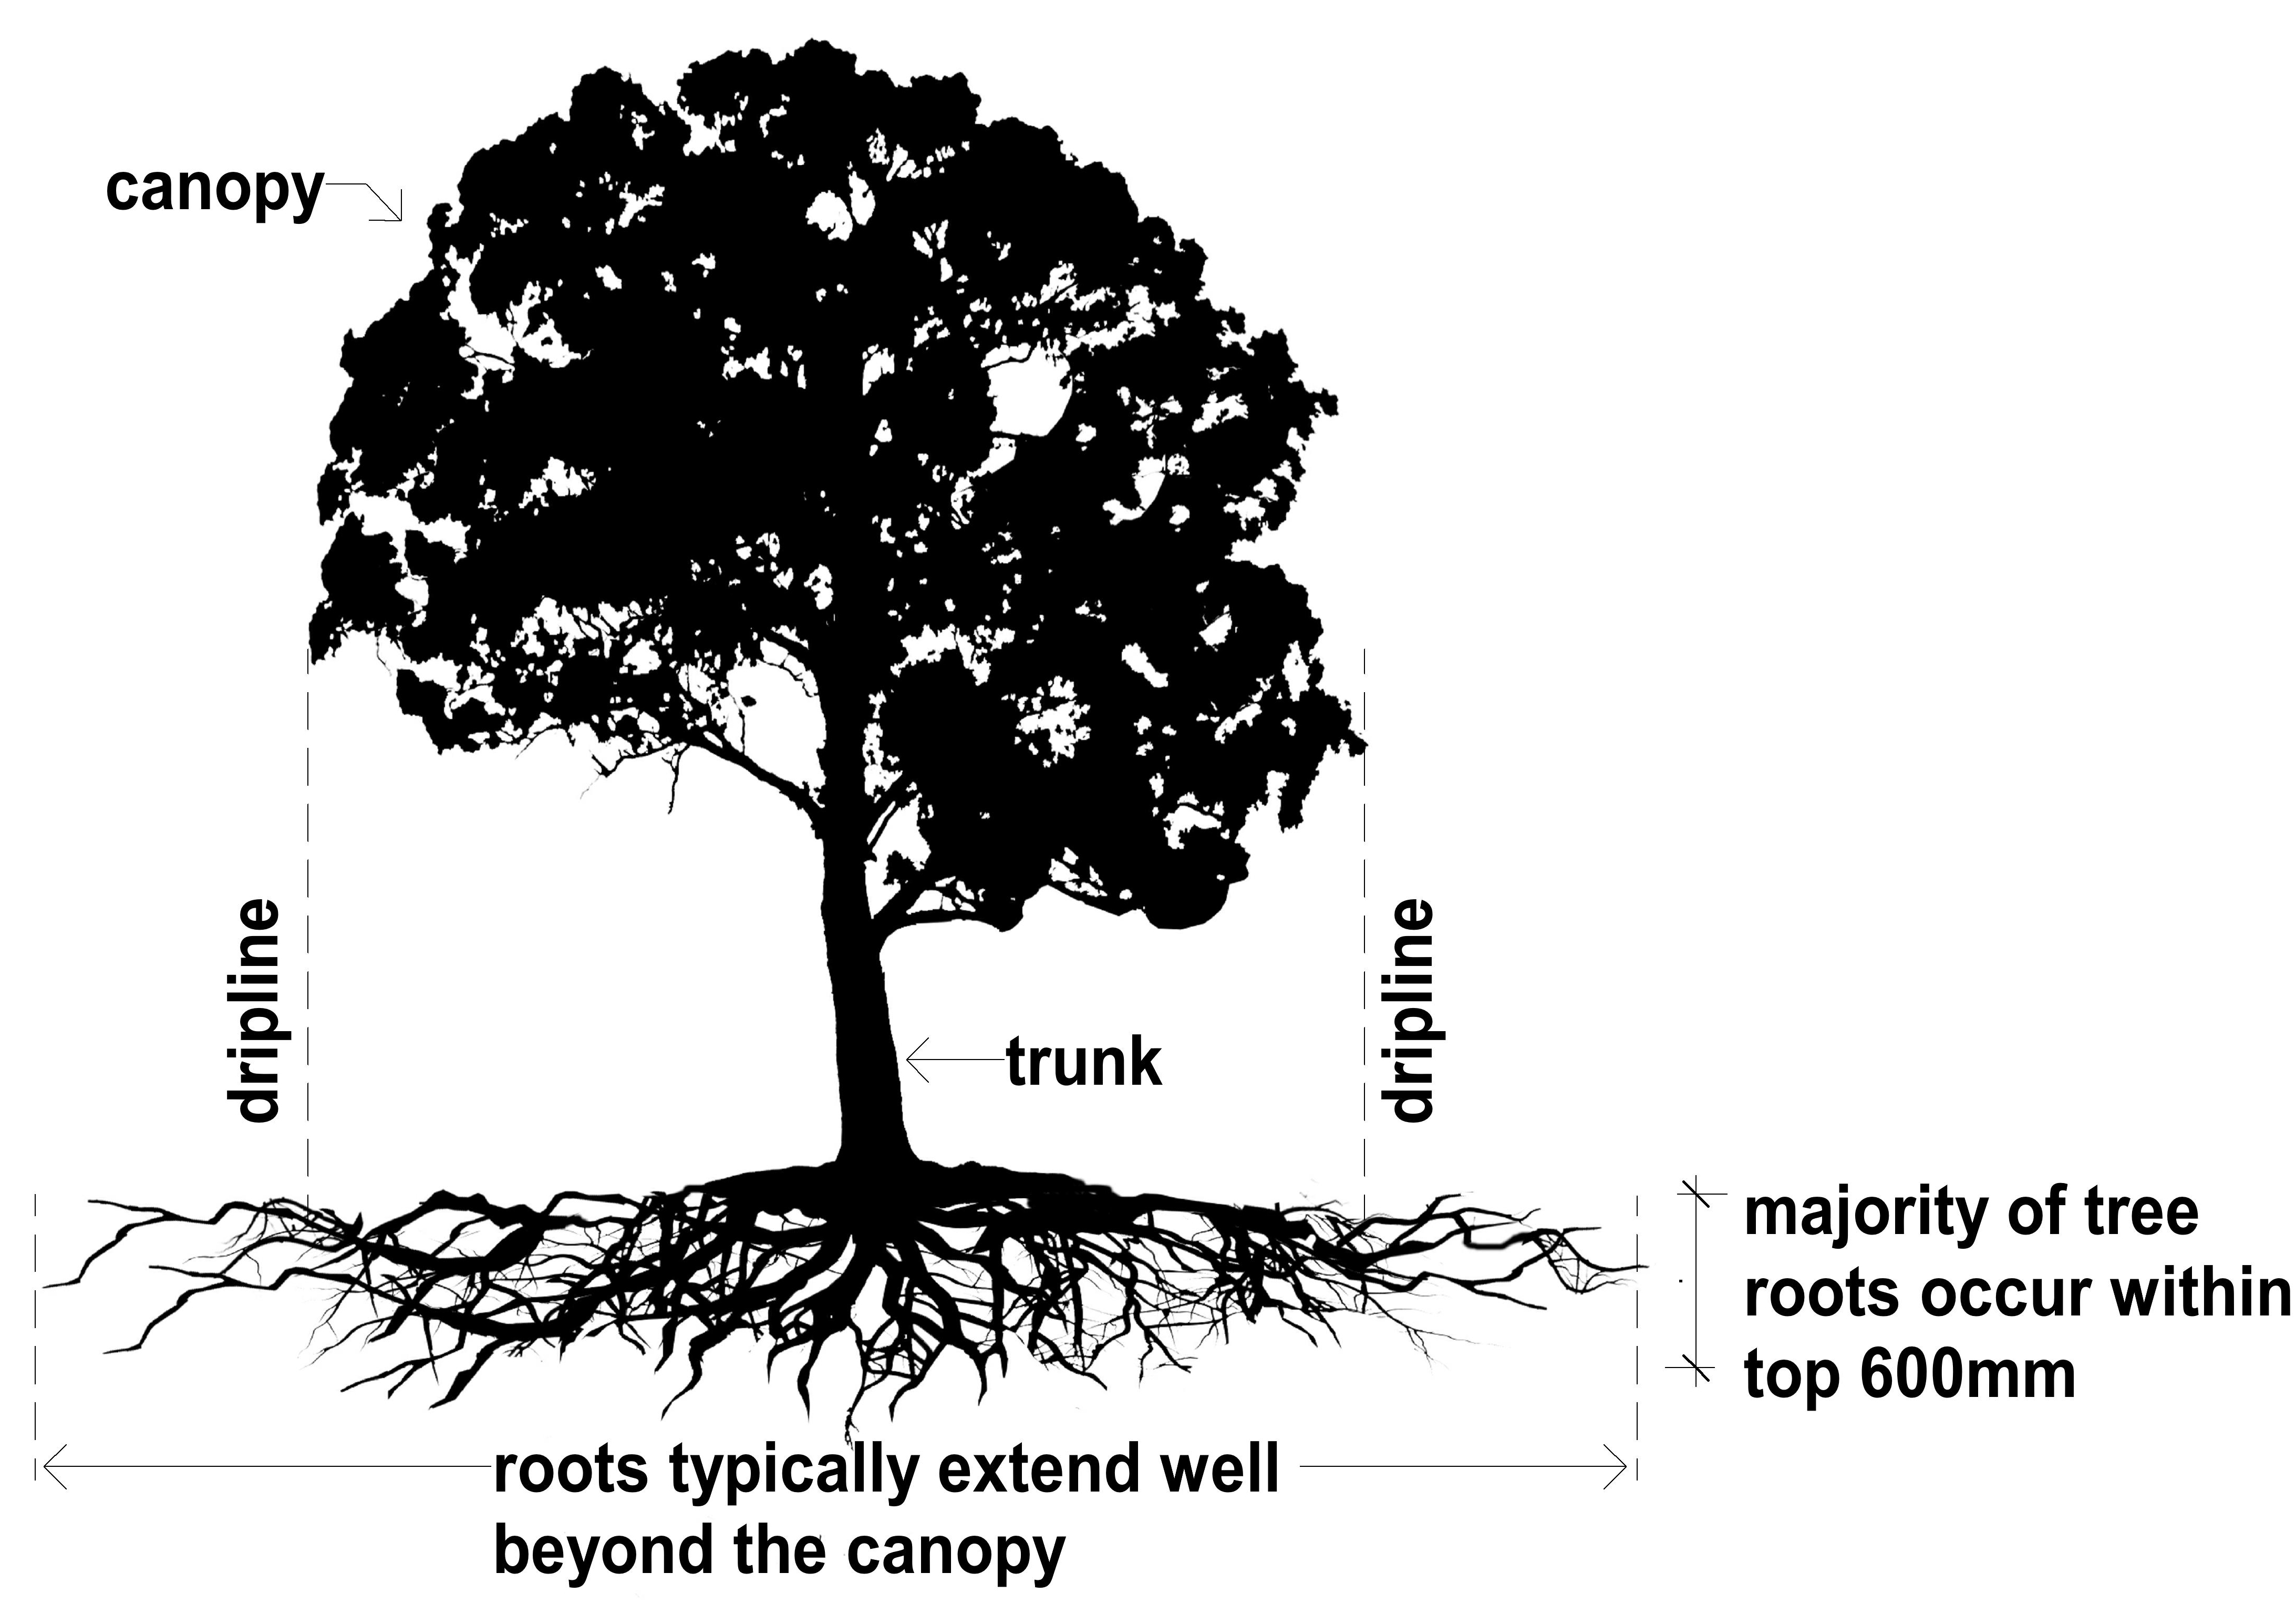 canopy
dripline
dripline
trunk
majority of tree
roots occur within
top 600mm
roots typically extend well
beyond the canopy